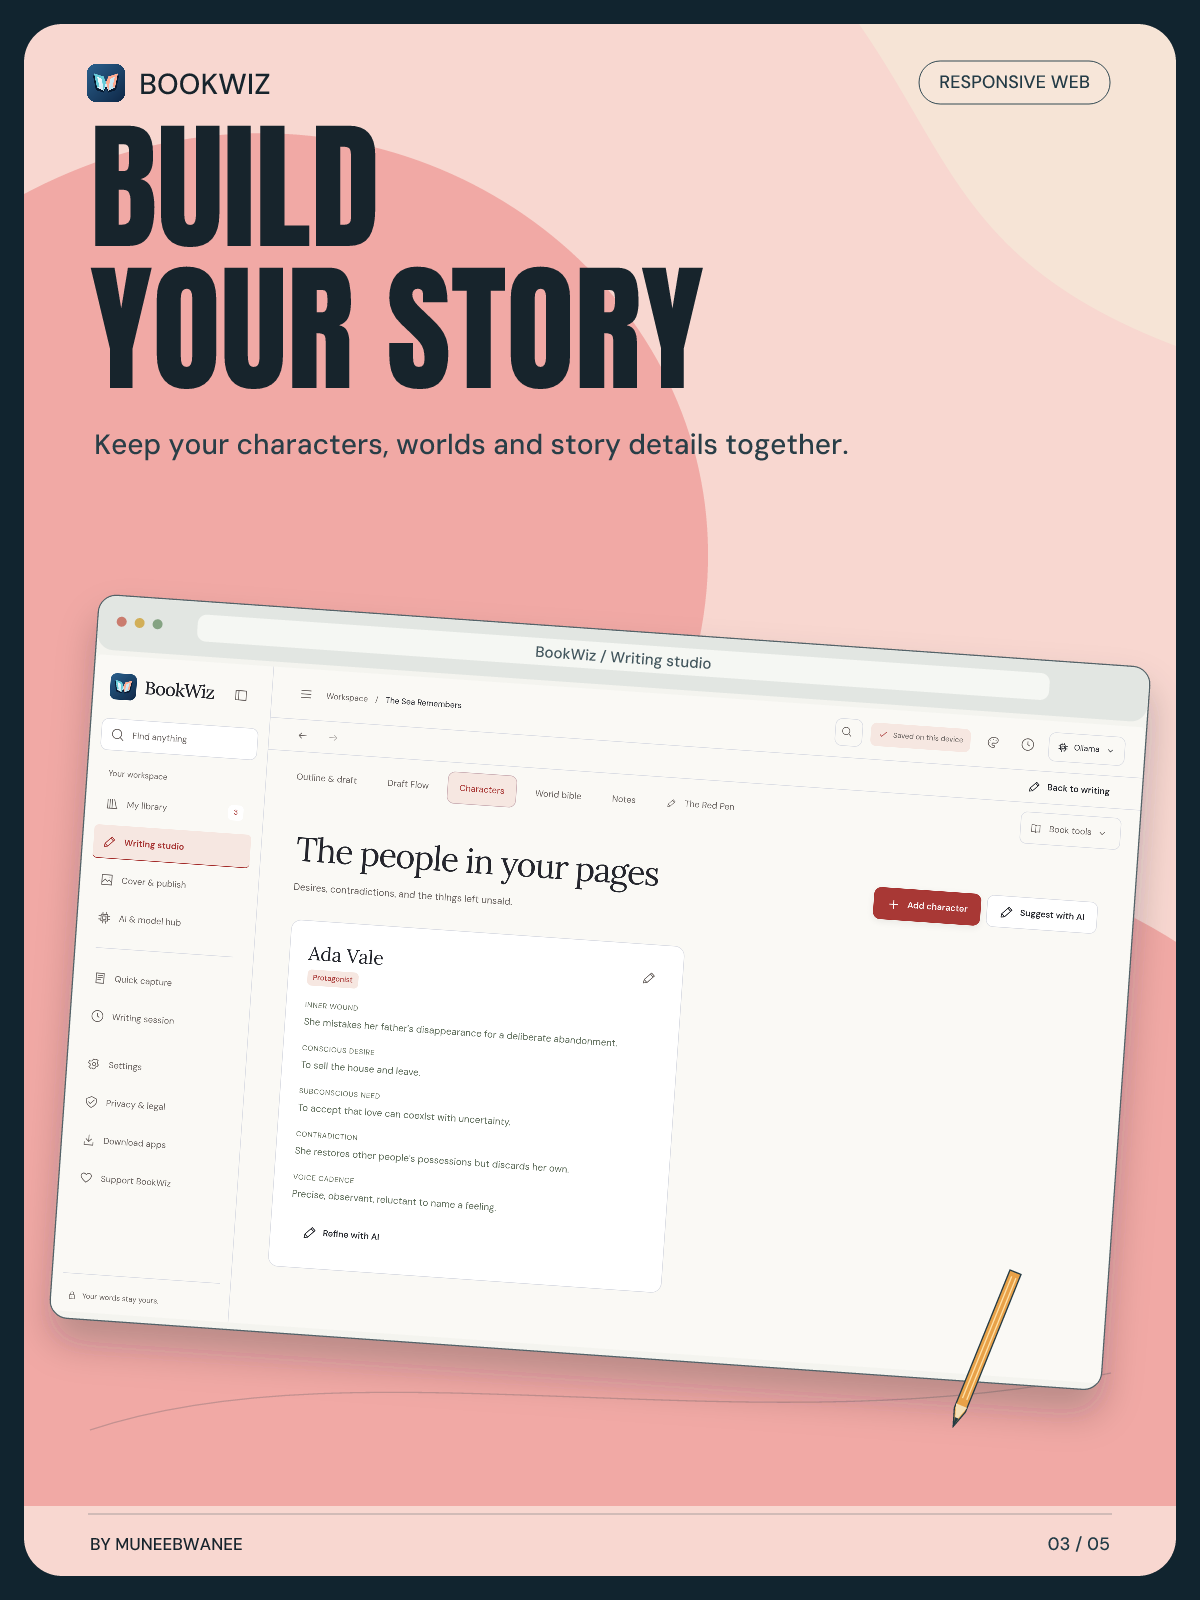 BOOKWIZ
RESPONSIVE WEB
BUILD
YOUR STORY
Keep your characters, worlds and story details together.
BookWiz / Writing studio
BookWiz
Find anything
Your workspace
My library
3
Writing studio
Cover & publish
AI & model hub
Quick capture
Writing session
Settings
Privacy & legal
Download apps
Support BookWiz
Your words stay yours.
Workspace / The Sea Remembers
Saved on this device
Ollama
Back to writing
Outline & draft
Draft Flow
Characters
World bible
Notes
The Red Pen
Book tools
The people in your pages
Desires, contradictions, and the things left unsaid.
Add character
Suggest with AI
Ada Vale
Protagonist
INNER WOUND
She mistakes her father's disappearance for a deliberate abandonment.
CONSCIOUS DESIRE
To sell the house and leave.
SUBCONSCIOUS NEED
To accept that love can coexist with uncertainty.
CONTRADICTION
She restores other people's possessions but discards her own.
VOICE CADENCE
Precise, observant, reluctant to name a feeling.
Refine with AI
BY MUNEEBWANEE
03 / 05